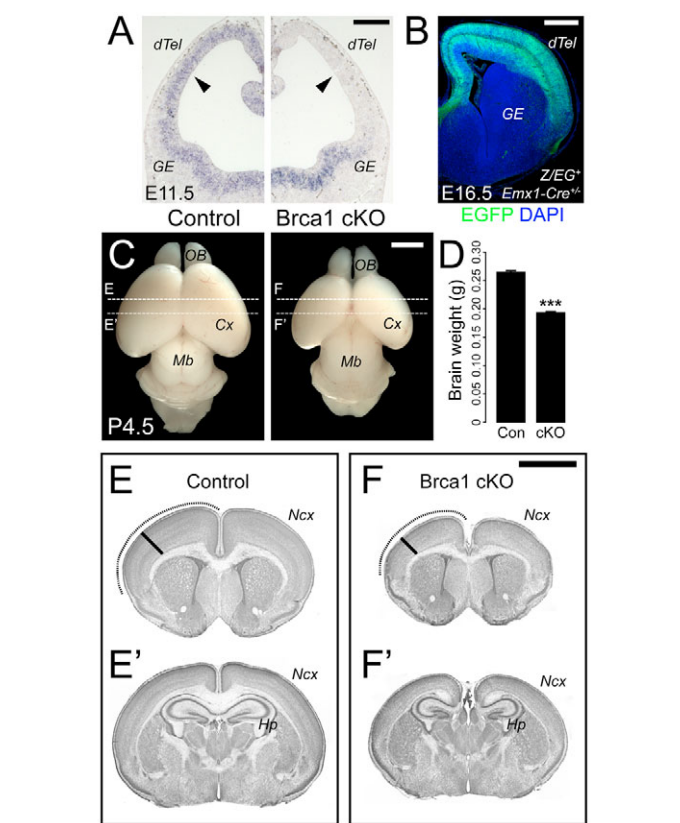 A
dTel
dTel
GE
GE
E11.5
B
dTel
GE
Z/EG+
E16.5 Emx1-Cre+/-
EGFP DAPI
Control
Brca1 cKO
C
OB
E
E'
Cx
Mb
P4.5
OB
F
F'
Cx
Mb
D
Brain weight (g)
0.30
0.25
0.20
0.15
0.10
0.05
0
***
Con
cKO
E
Control
Ncx
E'
Ncx
Hp
F
Brca1 cKO
Ncx
F'
Ncx
Hp